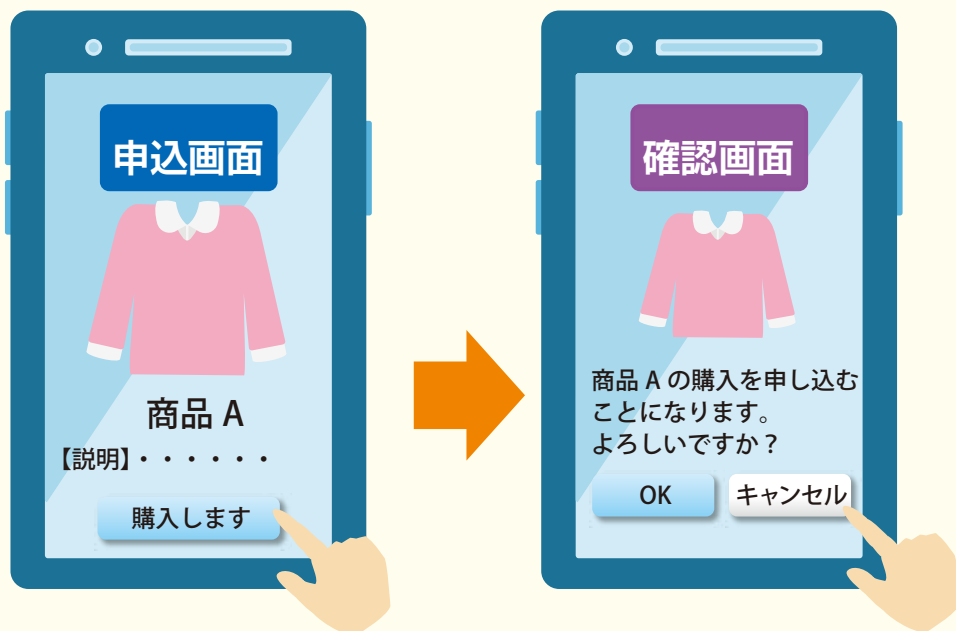 申込画面
商品 A
【説明】・・・・・・
購入します
確認画面
商品 A の購入を申し込む
ことになります。
よろしいですか？
OK
キャンセル